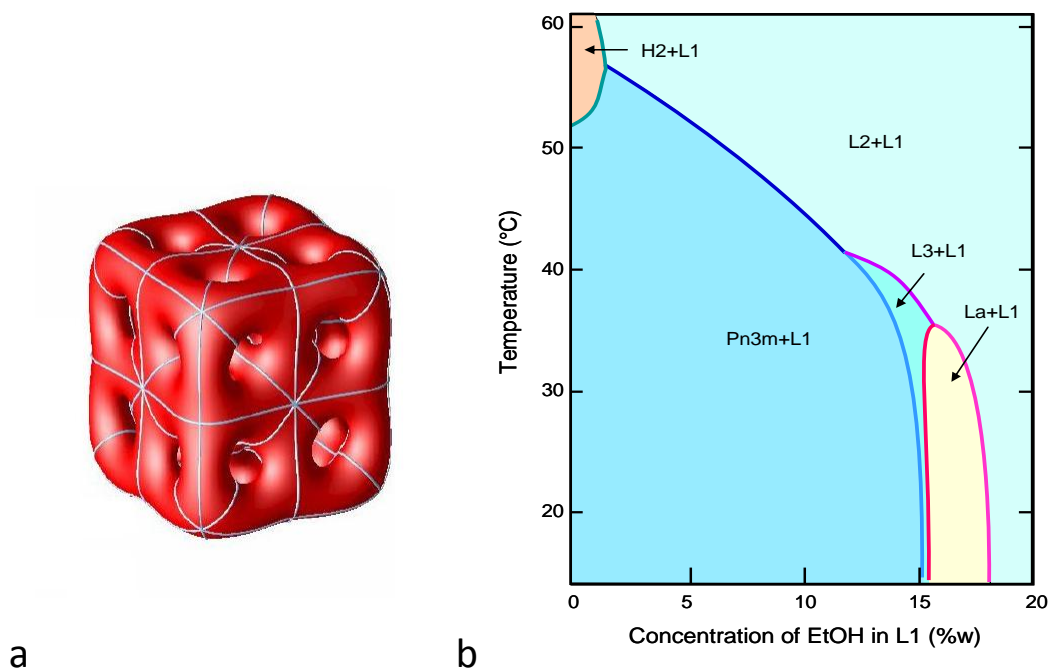 60
50
40
30
20
Temperature (°C)
H2+L1
L2+L1
L3+L1
La+L1
Pn3m+L1
0
5
10
15
20
Concentration of EtOH in L1 (%w)
a
b